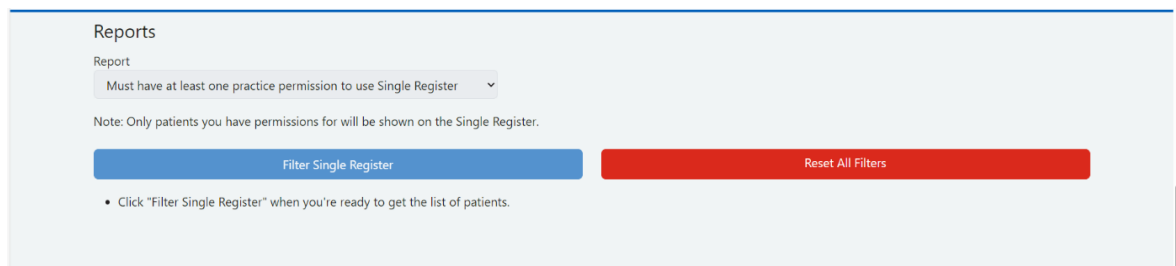 Reports
Report
Must have at least one practice permission to use Single Register
Note: Only patients you have permissions for will be shown on the Single Register.
Filter Single Register
Reset All Filters
• Click "Filter Single Register" when you're ready to get the list of patients.